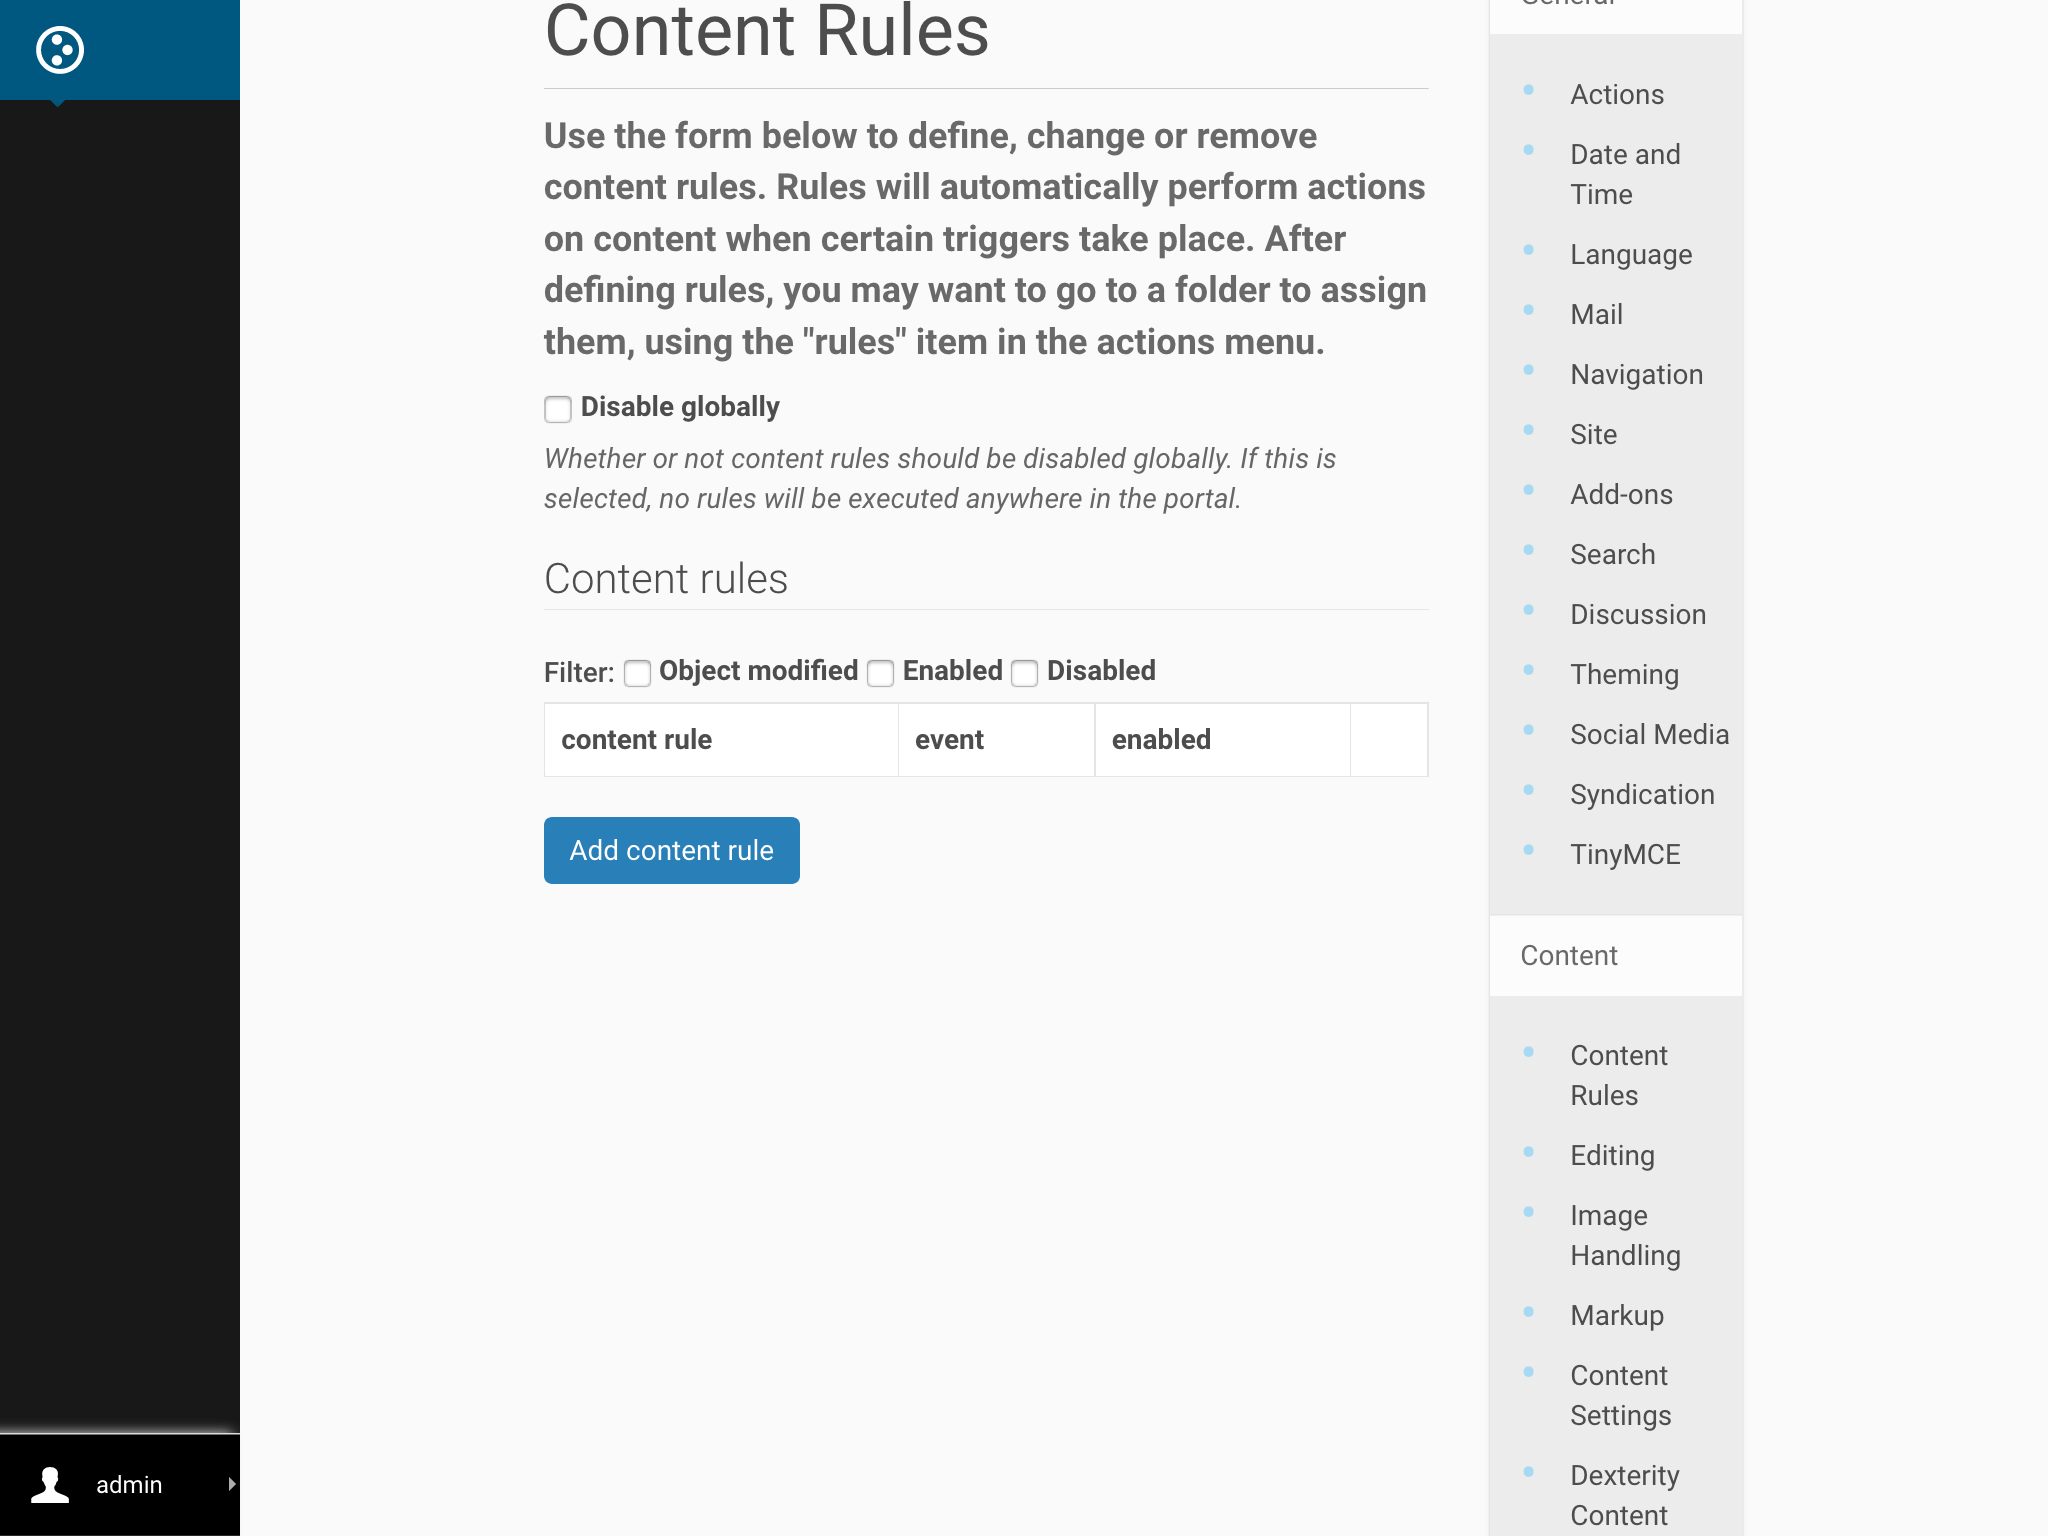 Content Rules
Use the form below to define, change or remove
content rules. Rules will automatically perform actions
on content when certain triggers take place. After
defining rules, you may want to go to a folder to assign
them, using the "rules" item in the actions menu.
Disable globally
Whether or not content rules should be disabled globally. If this is
selected, no rules will be executed anywhere in the portal.
Content rules
Filter: Object modified Enabled Disabled
content rule event enabled
Add content rule
General
Actions
Date and
Time
Language
Mail
Navigation
Site
Add-ons
Search
Discussion
Theming
Social Media
Syndication
TinyMCE
Content
Content
Rules
Editing
Image
Handling
Markup
Content
Settings
Dexterity
Content
admin